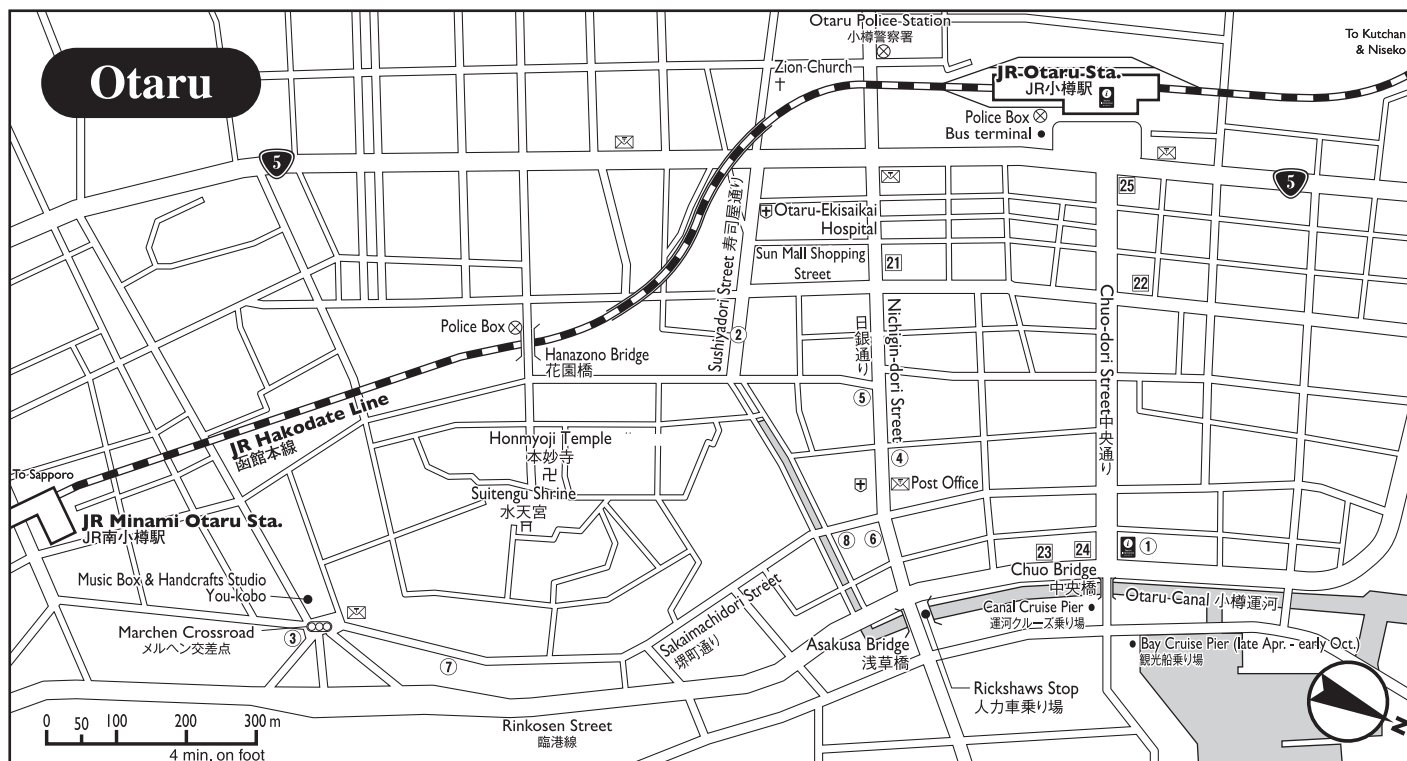 Otaru
Otaru Police Station
小樽警察署
To Kutchan
& Niseko
Zion Church
JR Otaru Sta.
JR小樽駅
Police Box
Bus terminal
5
25
5
Otaru-Ekisaikai
Hospital
Sushiyadori Street 寿司屋通り
Sun Mall Shopping
Street
21
22
Nichigin-dori Street
日銀通り
Chuo-dori Street 中央通り
Police Box
2
Hanazono Bridge
花園橋
5
JR Hakodate Line
函館本線
Honmyoji Temple
本妙寺
4
Post Office
To Sapporo
Suitengu Shrine
水天宮
JR Minami Otaru Sta.
JR南小樽駅
8
6
23
24
1
Chuo Bridge
中央橋
Music Box & Handcrafts Studio
You-kobo
Otaru Canal 小樽運河
Canal Cruise Pier
運河クルーズ乗り場
Sakaimachidori Street
堺町通り
Marchen Crossroad
メルヘン交差点
3
7
Asakusa Bridge
浅草橋
Bay Cruise Pier (late Apr. - early Oct.)
観光船乗り場
Rickshaws Stop
人力車乗り場
Rinkosen Street
臨港線
0 50 100 200 300 m
4 min. on foot
N